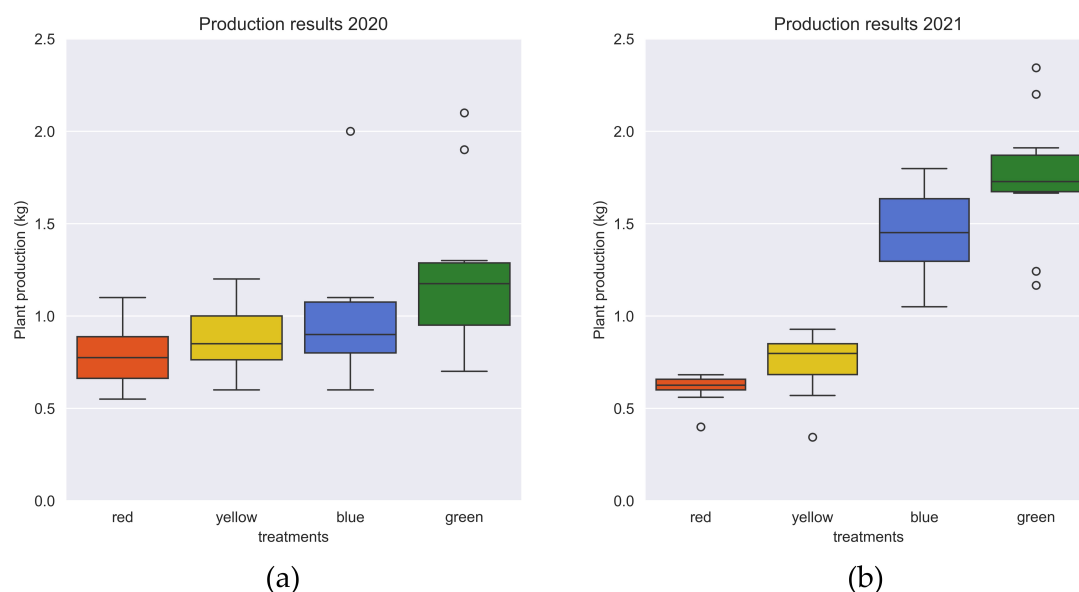 Production results 2020
2.5
2.0
1.5
1.0
0.5
0.0
Plant production (kg)
red yellow blue green
treatments
(a)
Production results 2021
2.5
2.0
1.5
1.0
0.5
0.0
Plant production (kg)
red yellow blue green
treatments
(b)